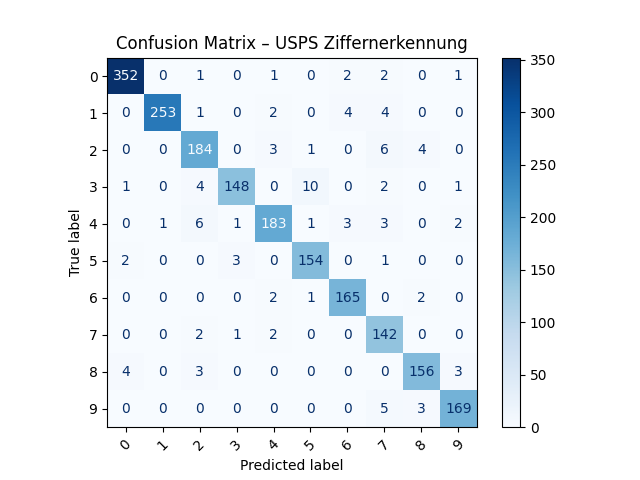 Confusion Matrix – USPS Ziffernerkennung
True label
0 352 0 1 0 1 0 2 2 0 1
1 0 253 1 0 2 0 4 4 0 0
2 0 0 184 0 3 1 0 6 4 0
3 1 0 4 148 0 10 0 2 0 1
4 0 1 6 1 183 1 3 3 0 2
5 2 0 0 3 0 154 0 1 0 0
6 0 0 0 0 2 1 165 0 2 0
7 0 0 2 1 2 0 0 142 0 0
8 4 0 3 0 0 0 0 0 156 3
9 0 0 0 0 0 0 0 5 3 169
0 1 2 3 4 5 6 7 8 9
Predicted label
350
300
250
200
150
100
50
0